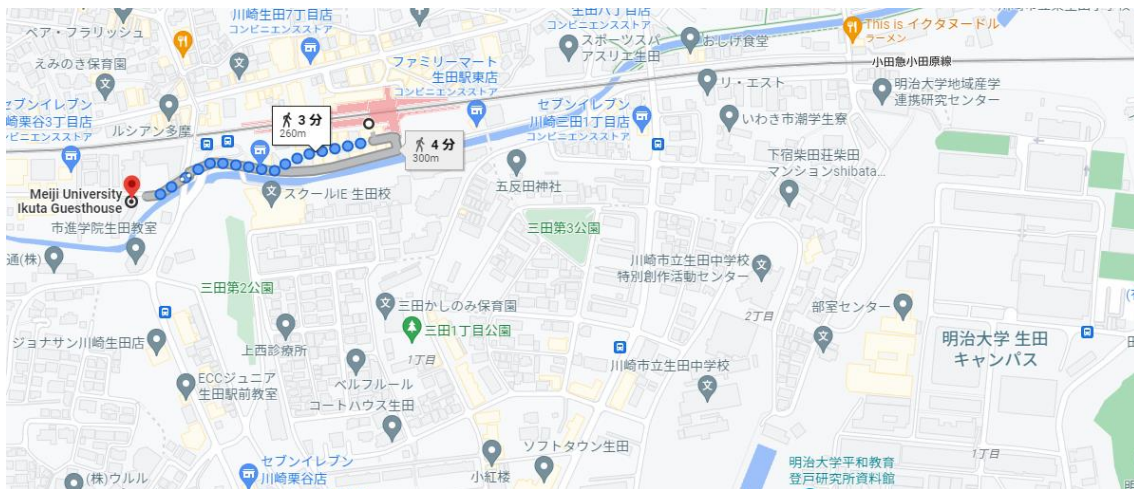 ベア・フラリッシュ
川崎生田7丁目店
コンビニエンスストア
生田八丁目店
コンビニエンスストア
スポーツスパ
アスリエ生田
おしげ食堂
This is イクタヌードル
ラーメン
えみのき保育園
ファミリーマート
生田駅東店
コンビニエンスストア
小田急小田原線
リ・エスト
明治大学地域産学
連携研究センター
セブンイレブン
川崎栗谷3丁目店
コンビニエンスストア
ルシアン多摩
3 分
260m
セブンイレブン
川崎三田1丁目店
コンビニエンスストア
いわき市潮学生寮
4 分
300m
下宿柴田荘柴田
マンションshibata...
Meiji University
Ikuta Guesthouse
スクールIE 生田校
五反田神社
市進学院生田教室
三田第3公園
通(株)
川崎市立生田中学校
特別創作活動センター
三田第2公園
三田かしのみ保育園
2丁目
部室センター
三田1丁目公園
ジョナサン川崎生田店
上西診療所
1丁目
明治大学 生田
キャンパス
川崎市立生田中学校
ECCジュニア
生田駅前教室
ベルフルール
コートハウス生田
ソフトタウン生田
1丁目
セブンイレブン
川崎栗谷店
小紅楼
明治大学平和教育
登戸研究所資料館
(株)ウルル